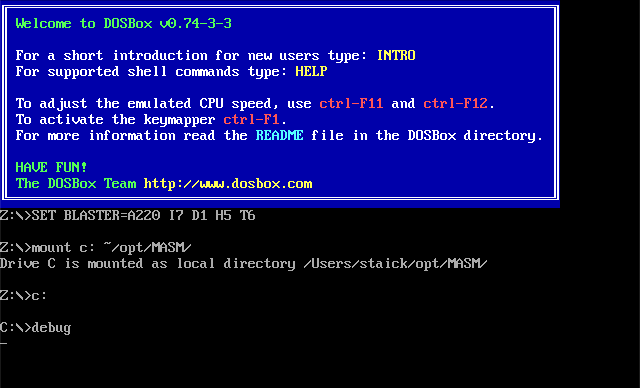 Welcome to DOSBox v0.74-3-3
For a short introduction for new users type: INTRO
For supported shell commands type: HELP
To adjust the emulated CPU speed, use ctrl-F11 and ctrl-F12.
To activate the keymapper ctrl-F1.
For more information read the README file in the DOSBox directory.
HAVE FUN!
The DOSBox Team http://www.dosbox.com
Z:\>SET BLASTER=A220 I7 D1 H5 T6
Z:\>mount c: ~/opt/MASM/
Drive C is mounted as local directory /Users/staick/opt/MASM/
Z:\>c:
C:\>debug
_